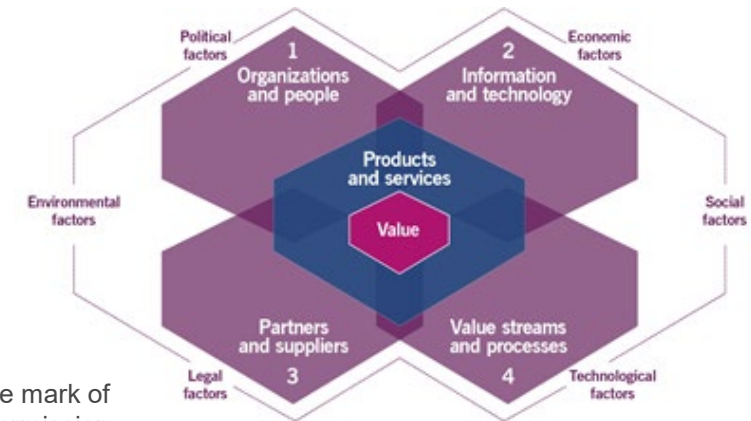 Political
factors
Economic
factors
1
Organizations
and people
2
Information
and technology
Products
and services
Value
Environmental
factors
Social
factors
Partners
and suppliers
3
Value streams
and processes
4
Legal
factors
Technological
factors
mark of